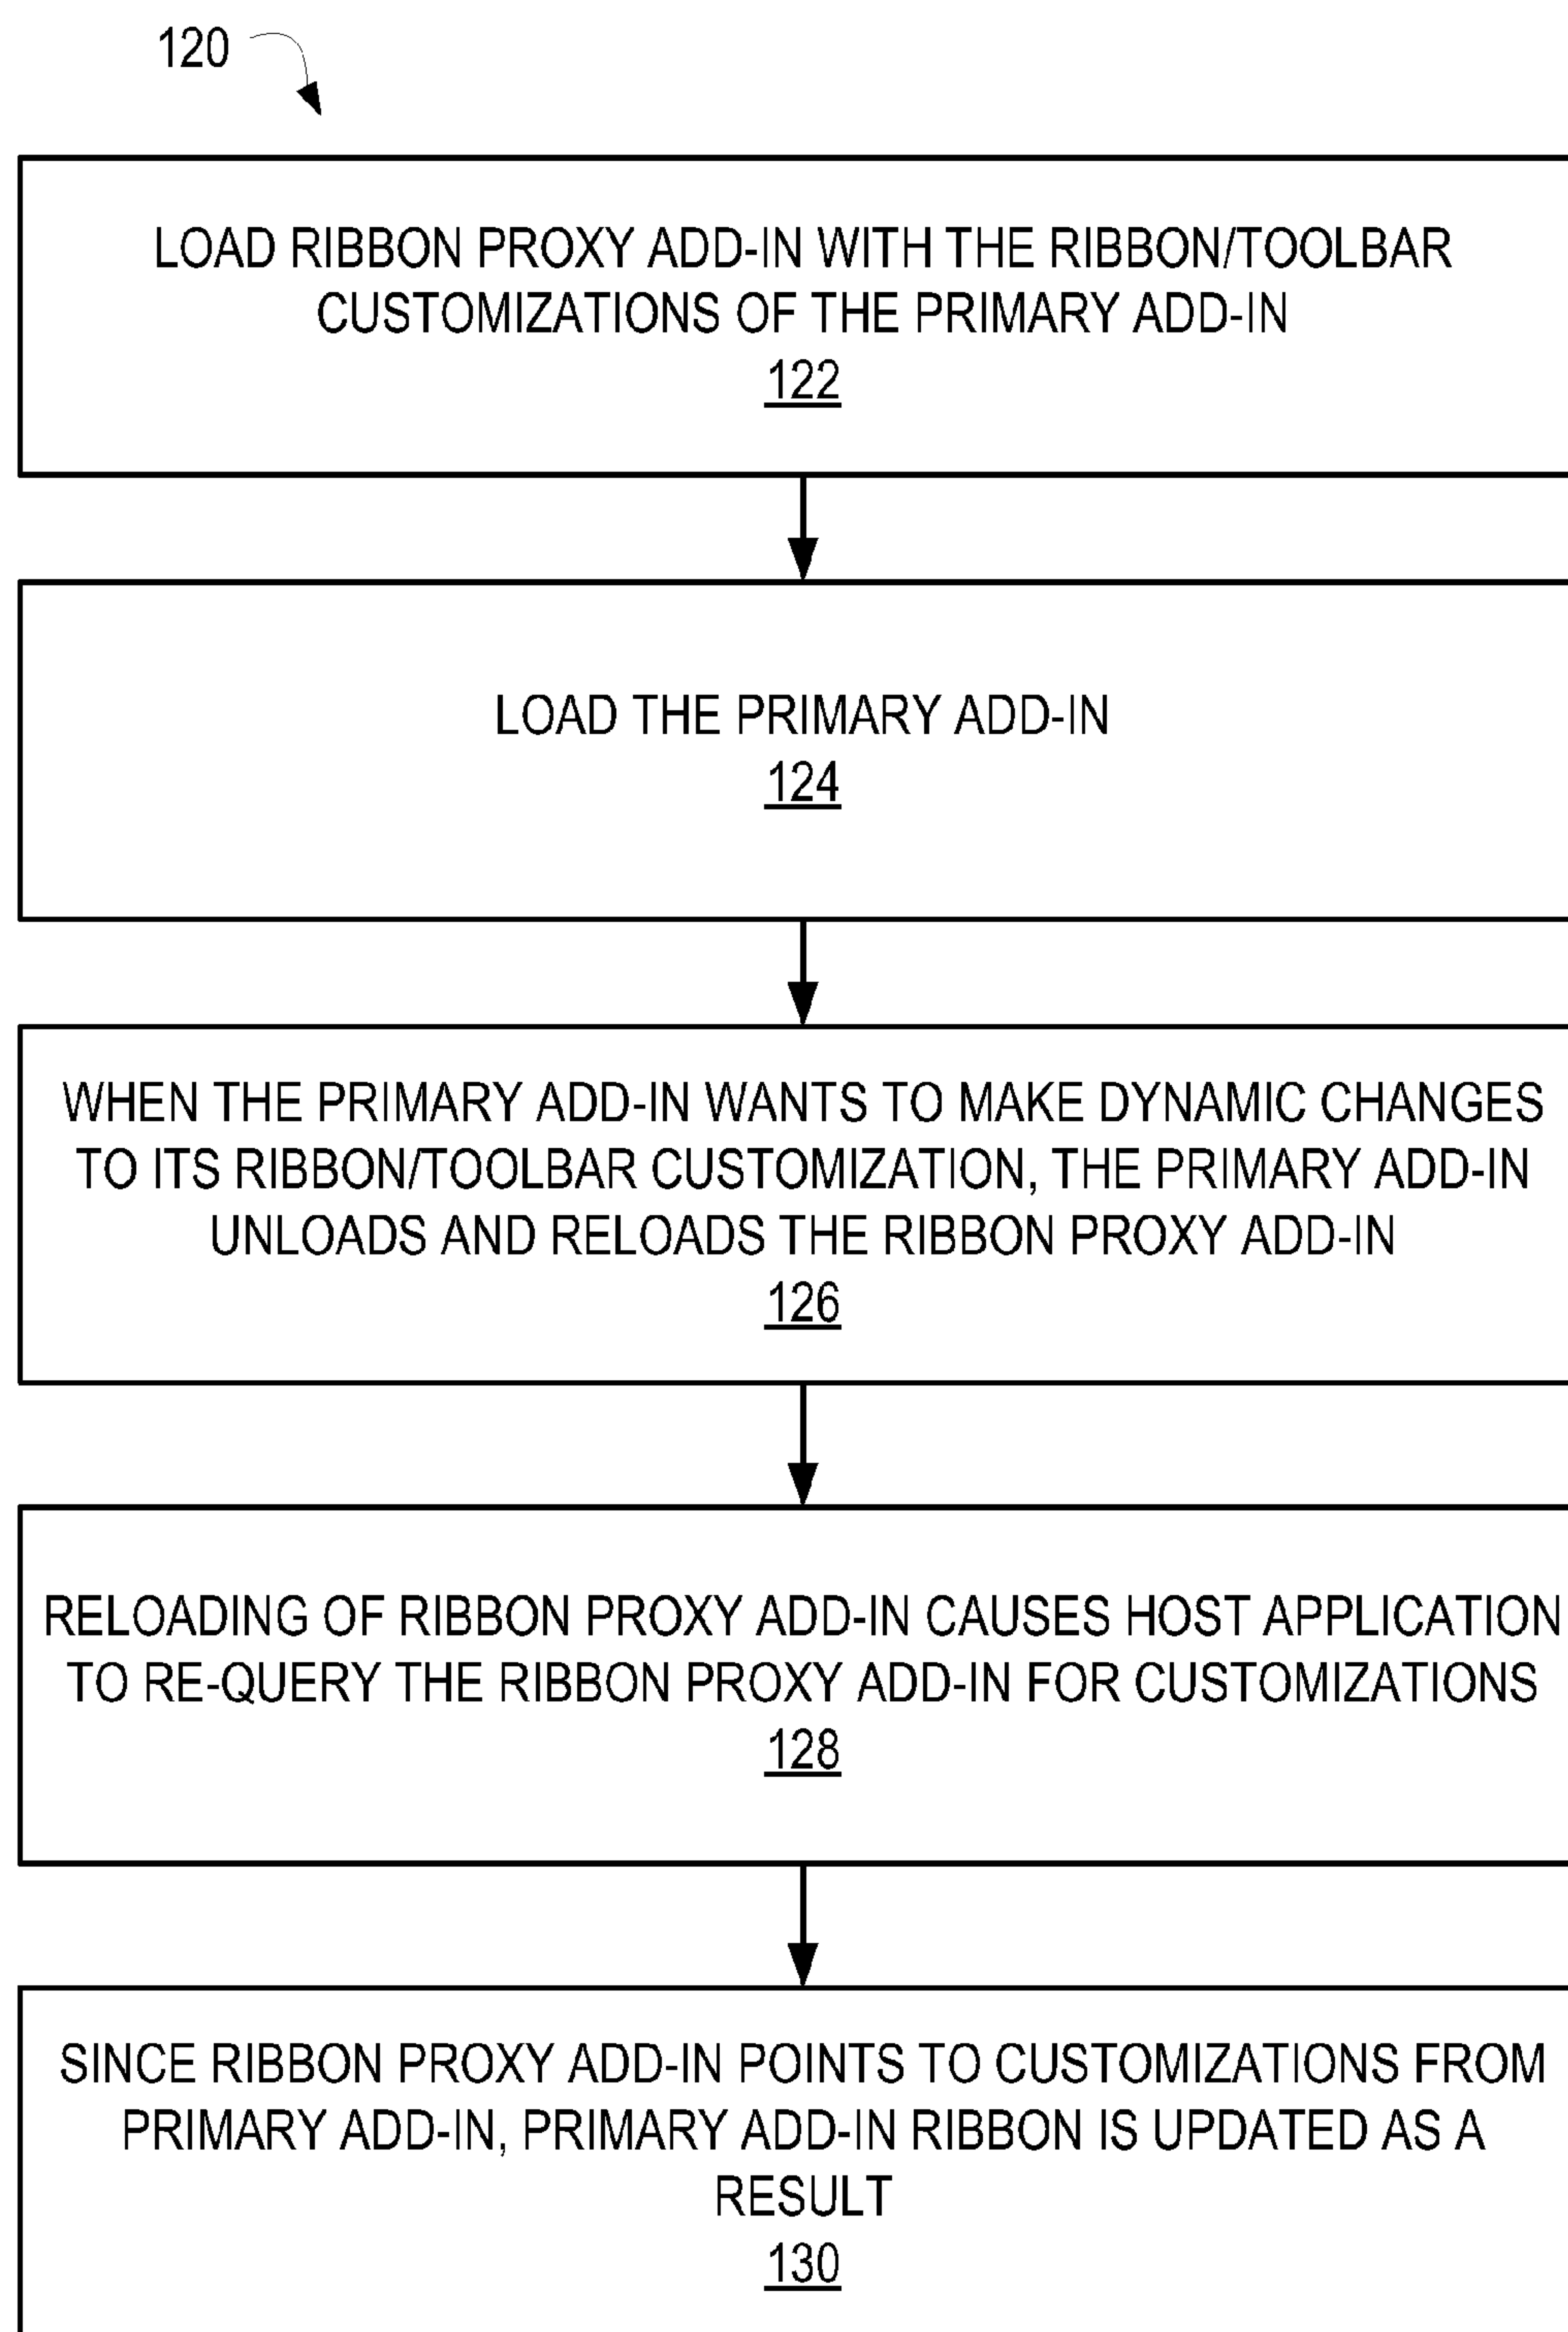 120
LOAD RIBBON PROXY ADD-IN WITH THE RIBBON/TOOLBAR
CUSTOMIZATIONS OF THE PRIMARY ADD-IN
122
LOAD THE PRIMARY ADD-IN
124
WHEN THE PRIMARY ADD-IN WANTS TO MAKE DYNAMIC CHANGES
TO ITS RIBBON/TOOLBAR CUSTOMIZATION, THE PRIMARY ADD-IN
UNLOADS AND RELOADS THE RIBBON PROXY ADD-IN
126
RELOADING OF RIBBON PROXY ADD-IN CAUSES HOST APPLICATION
TO RE-QUERY THE RIBBON PROXY ADD-IN FOR CUSTOMIZATIONS
128
SINCE RIBBON PROXY ADD-IN POINTS TO CUSTOMIZATIONS FROM
PRIMARY ADD-IN, PRIMARY ADD-IN RIBBON IS UPDATED AS A
RESULT
130